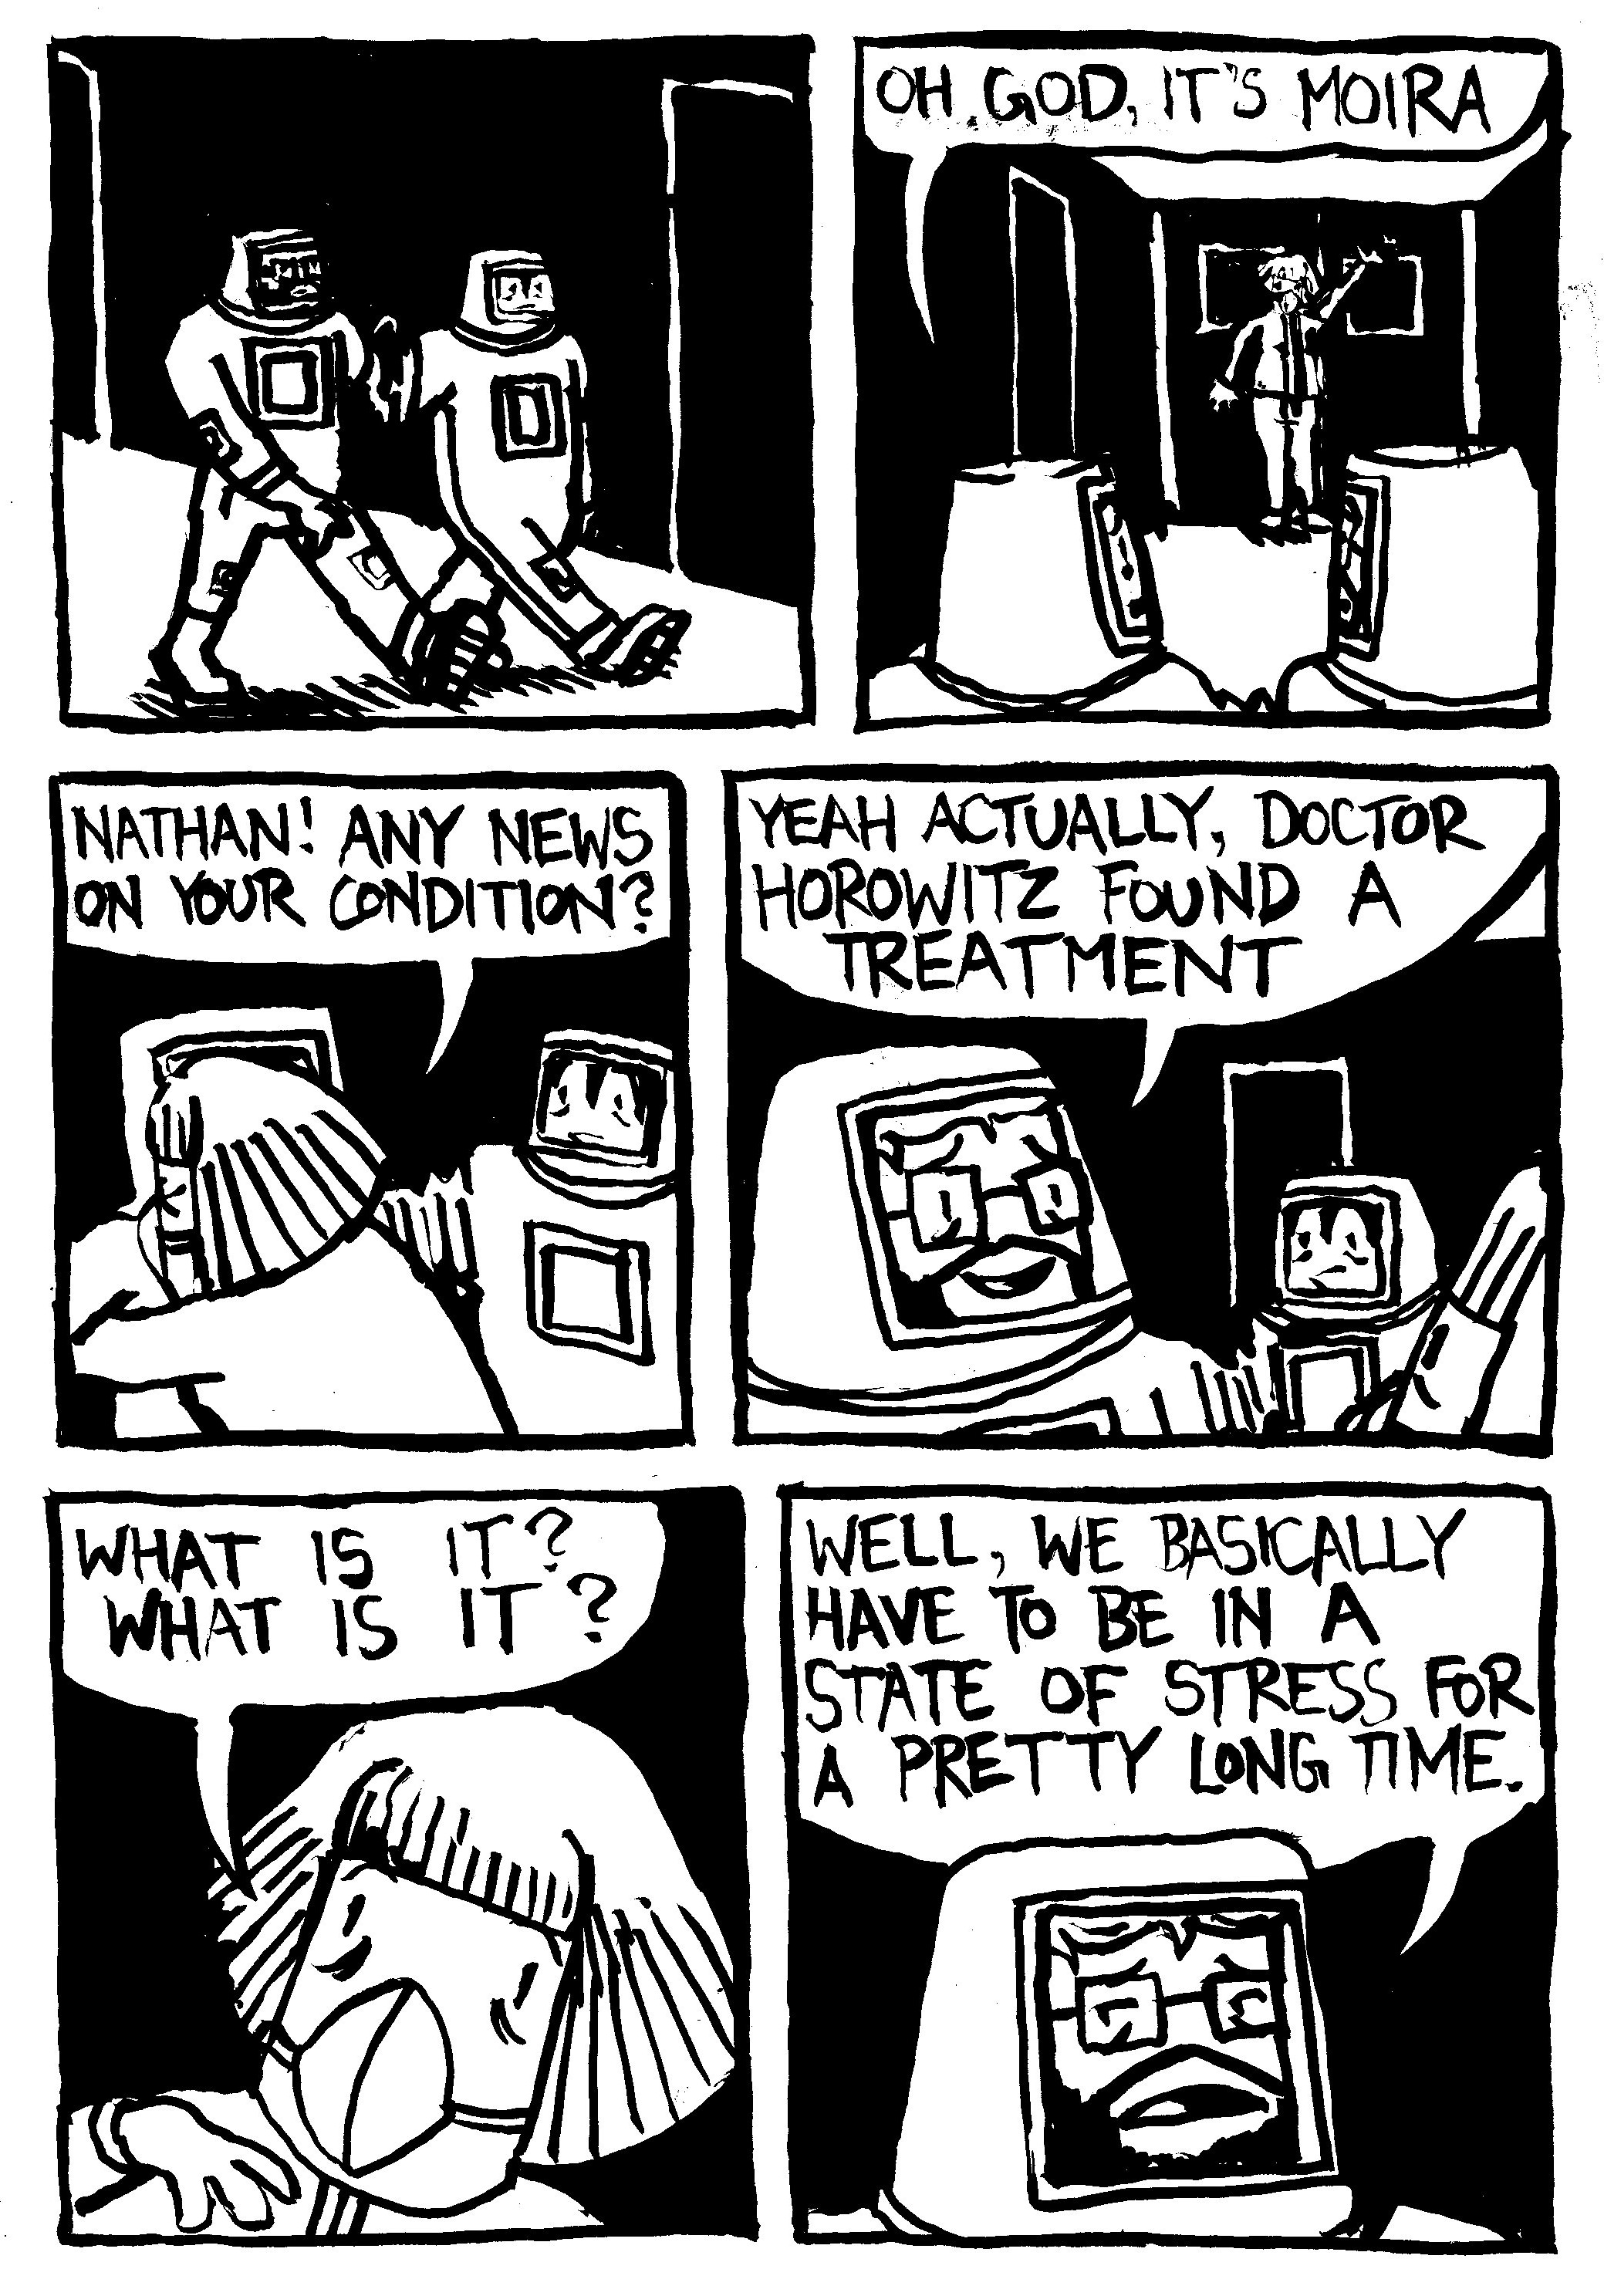 OH GOD, IT'S MOIRA
NATHAN! ANY NEWS
ON YOUR CONDITION?
YEAH ACTUALLY, DOCTOR
HOROWITZ FOUND A
TREATMENT
WHAT IS IT?
WHAT IS IT?
WELL, WE BASICALLY
HAVE TO BE IN A
STATE OF STRESS FOR
A PRETTY LONG TIME.